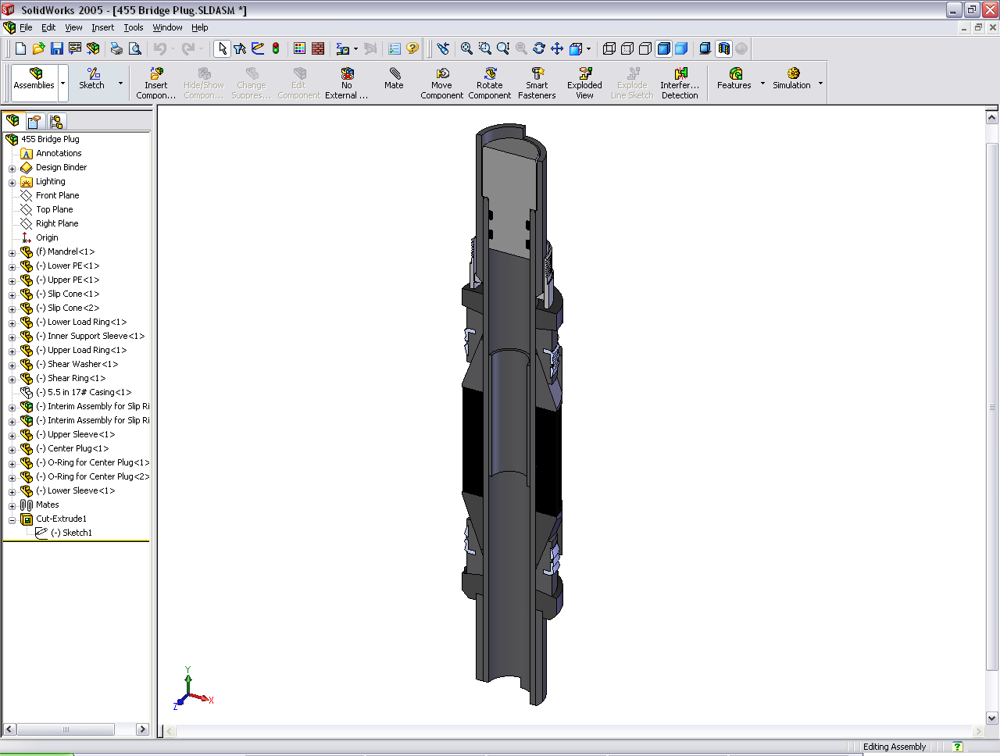 SolidWorks 2005 - [455 Bridge Plug.SLDASM *]
File Edit View Insert Tools Window Help
Assemblies
Sketch
Insert Compon...
Hide/Show Compon...
Change Suppres...
Edit Component
No External ...
Mate
Move Component
Rotate Component
Smart Fasteners
Exploded View
Explode Line Sketch
Interfer... Detection
Features
Simulation
455 Bridge Plug
A Annotations
Design Binder
Lighting
Front Plane
Top Plane
Right Plane
Origin
(f) Mandrel<1>
(-) Lower PE<1>
(-) Upper PE<1>
(-) Slip Cone<1>
(-) Slip Cone<2>
(-) Lower Load Ring<1>
(-) Inner Support Sleeve<1>
(-) Upper Load Ring<1>
(-) Shear Washer<1>
(-) Shear Ring<1>
(-) 5.5 in 17# Casing<1>
(-) Interim Assembly for Slip Ri
(-) Interim Assembly for Slip Ri
(-) Upper Sleeve<1>
(-) Center Plug<1>
(-) O-Ring for Center Plug<1>
(-) O-Ring for Center Plug<2>
(-) Lower Sleeve<1>
Mates
Cut-Extrude1
(-) Sketch1
Y
X
Z
Editing Assembly
?